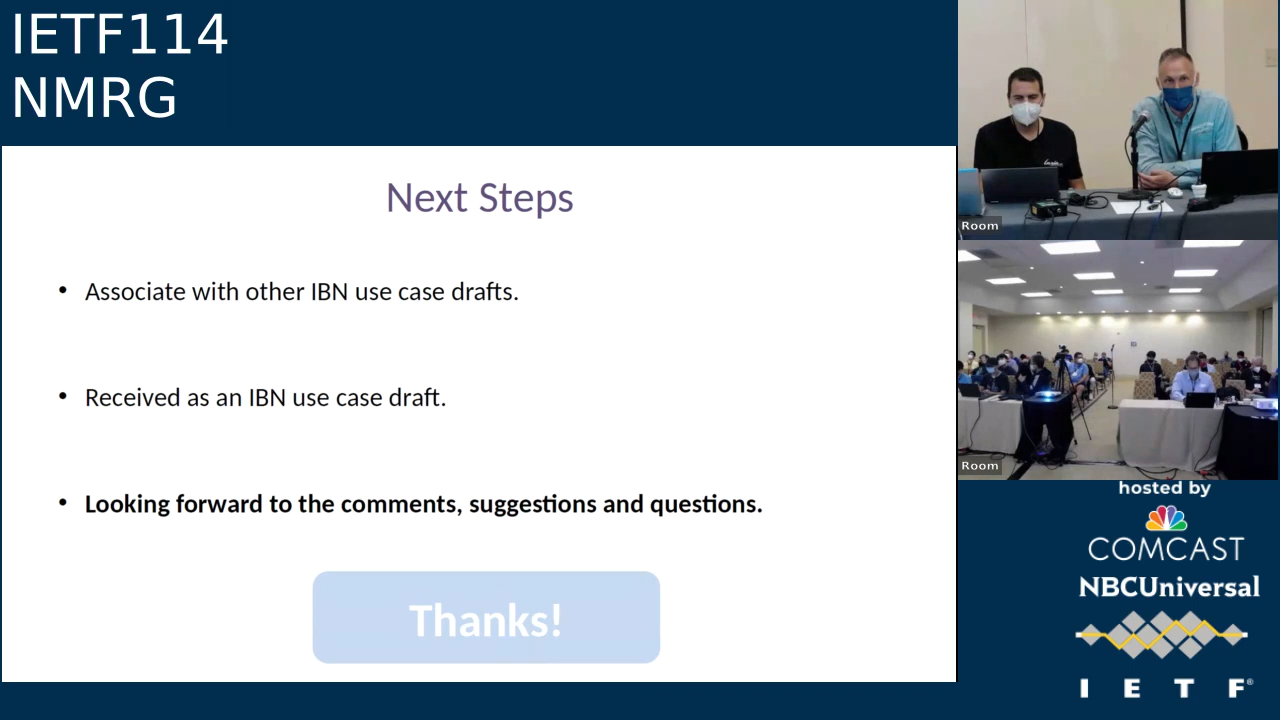 IETF114
NMRG
Next Steps
• Associate with other IBN use case drafts.
• Received as an IBN use case draft.
• Looking forward to the comments, suggestions and questions.
Thanks!
Room
Room
hosted by
COMCAST
NBCUniversal
I E T F®